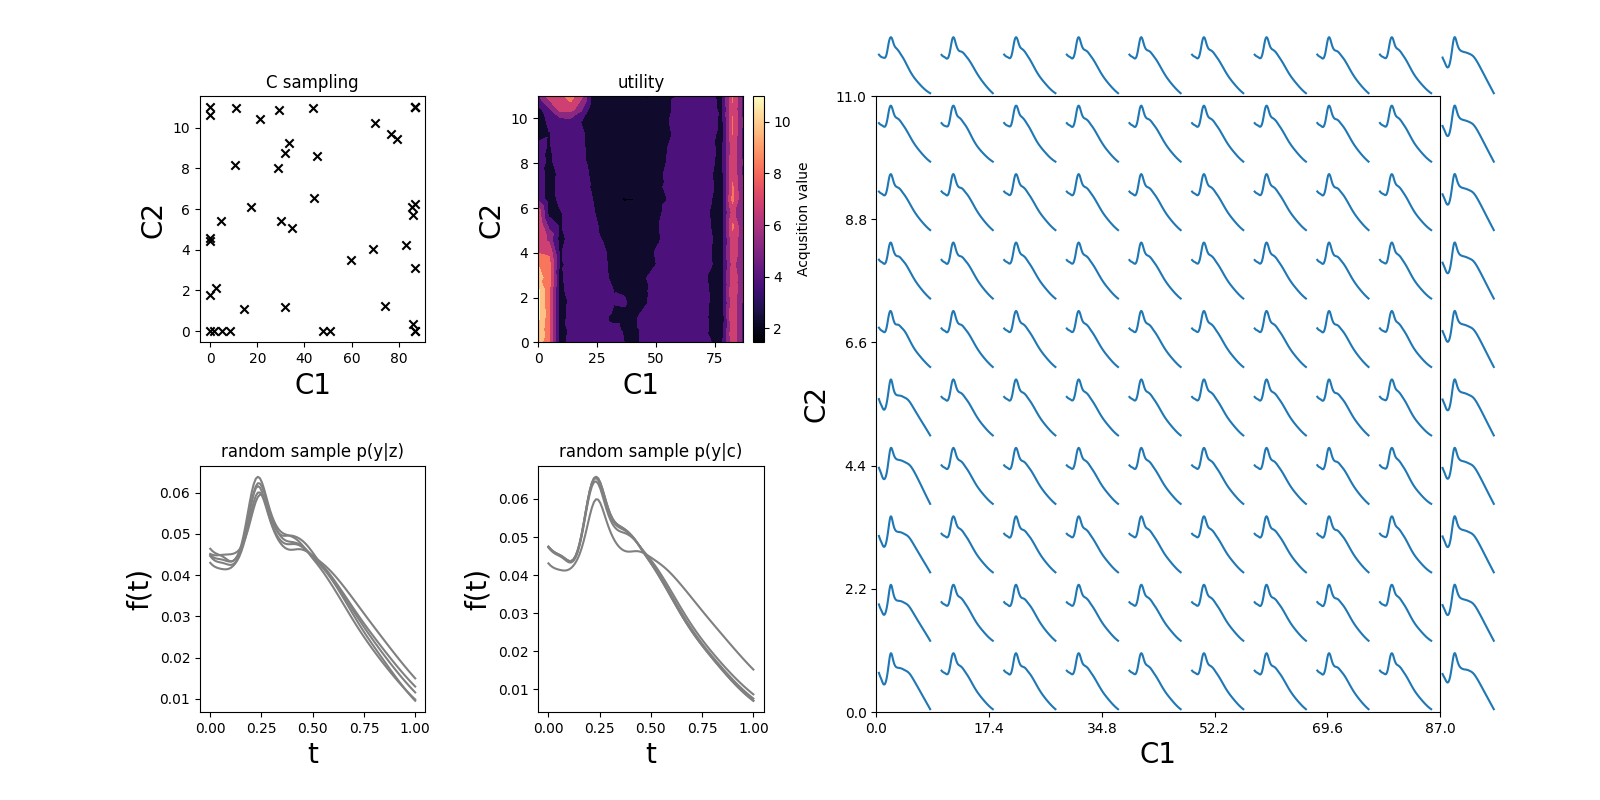 C sampling
C2
10
8
6
4
2
0
0 20 40 60 80
C1
utility
C2
10
8
6
4
2
0
0 25 50 75
C1
10
8
6
4
2
Acqusition value
random sample p(y|z)
f(t)
0.06
0.05
0.04
0.03
0.02
0.01
0.00 0.25 0.50 0.75 1.00
t
random sample p(y|c)
f(t)
0.06
0.05
0.04
0.03
0.02
0.01
0.00 0.25 0.50 0.75 1.00
t
C2
11.0
8.8
6.6
4.4
2.2
0.0
0.0 17.4 34.8 52.2 69.6 87.0
C1